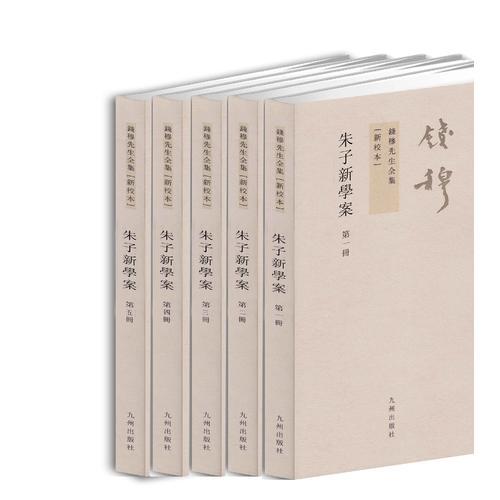 錢穆
錢穆先生全集
［新校本］
朱子新學案
第一冊
九州出版社
錢穆先生全集［新校本］
朱子新學案
第一冊
九州出版社
錢穆先生全集［新校本］
朱子新學案
第二冊
九州出版社
錢穆先生全集［新校本］
朱子新學案
第三冊
九州出版社
錢穆先生全集［新校本］
朱子新學案
第四冊
九州出版社
錢穆先生全集［新校本］
朱子新學案
第五冊
九州出版社